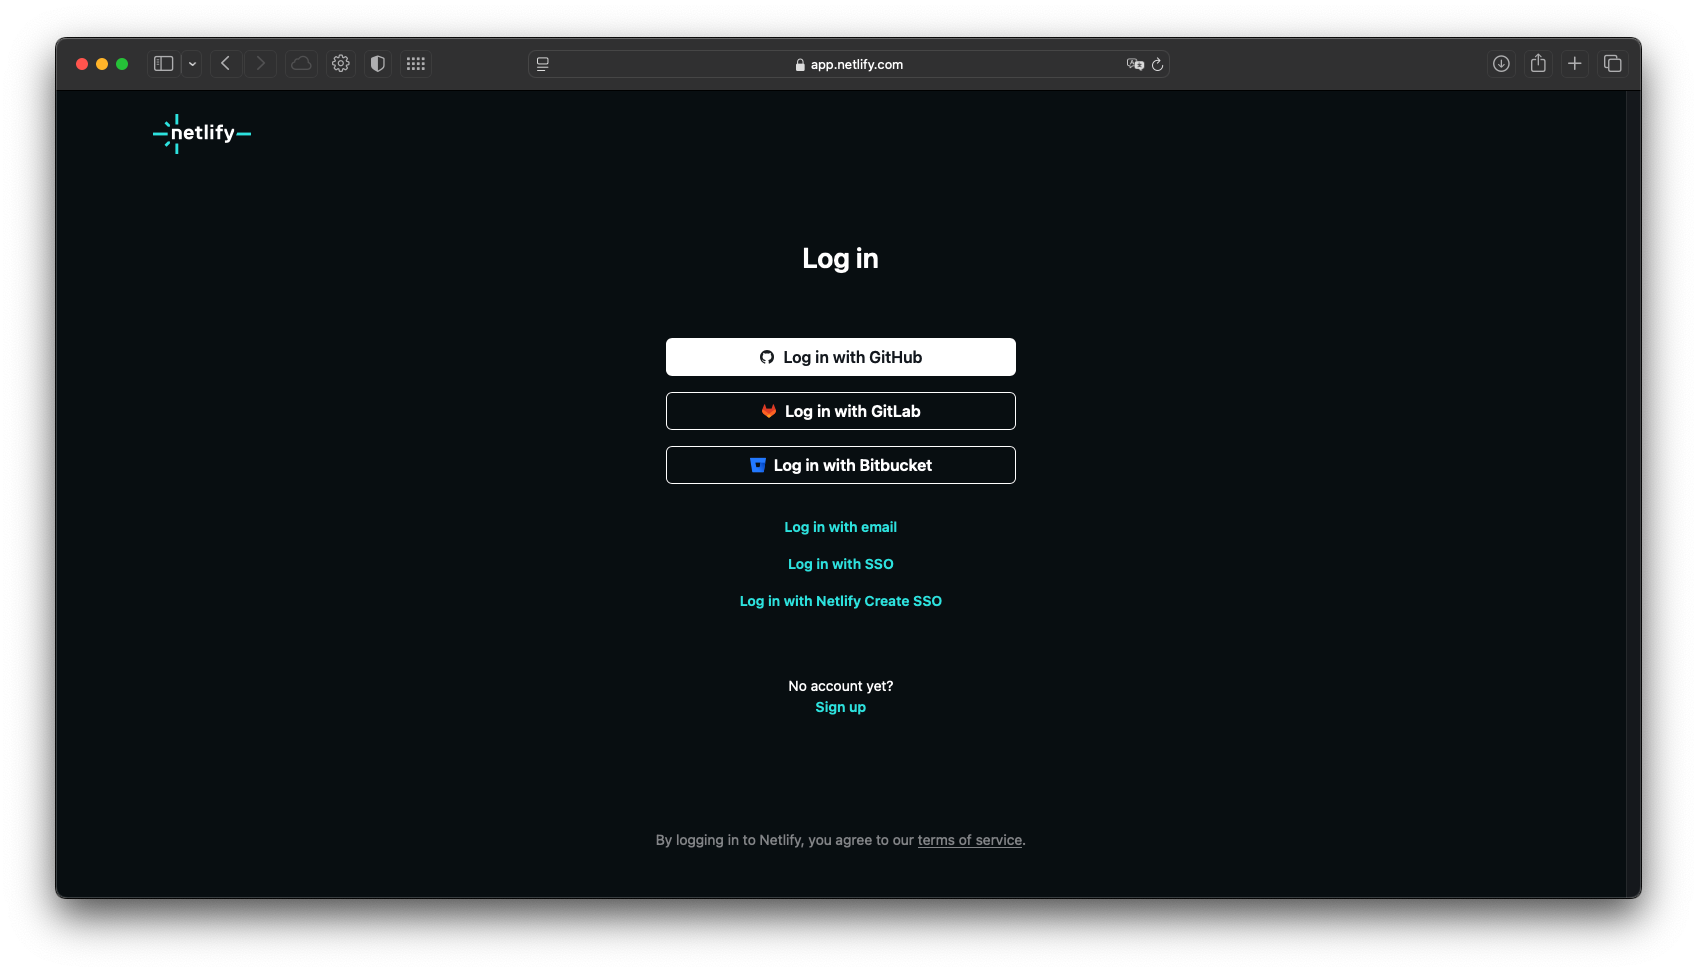 app.netlify.com
netlify
Log in
Log in with GitHub
Log in with GitLab
Log in with Bitbucket
Log in with email
Log in with SSO
Log in with Netlify Create SSO
No account yet?
Sign up
By logging in to Netlify, you agree to our terms of service.